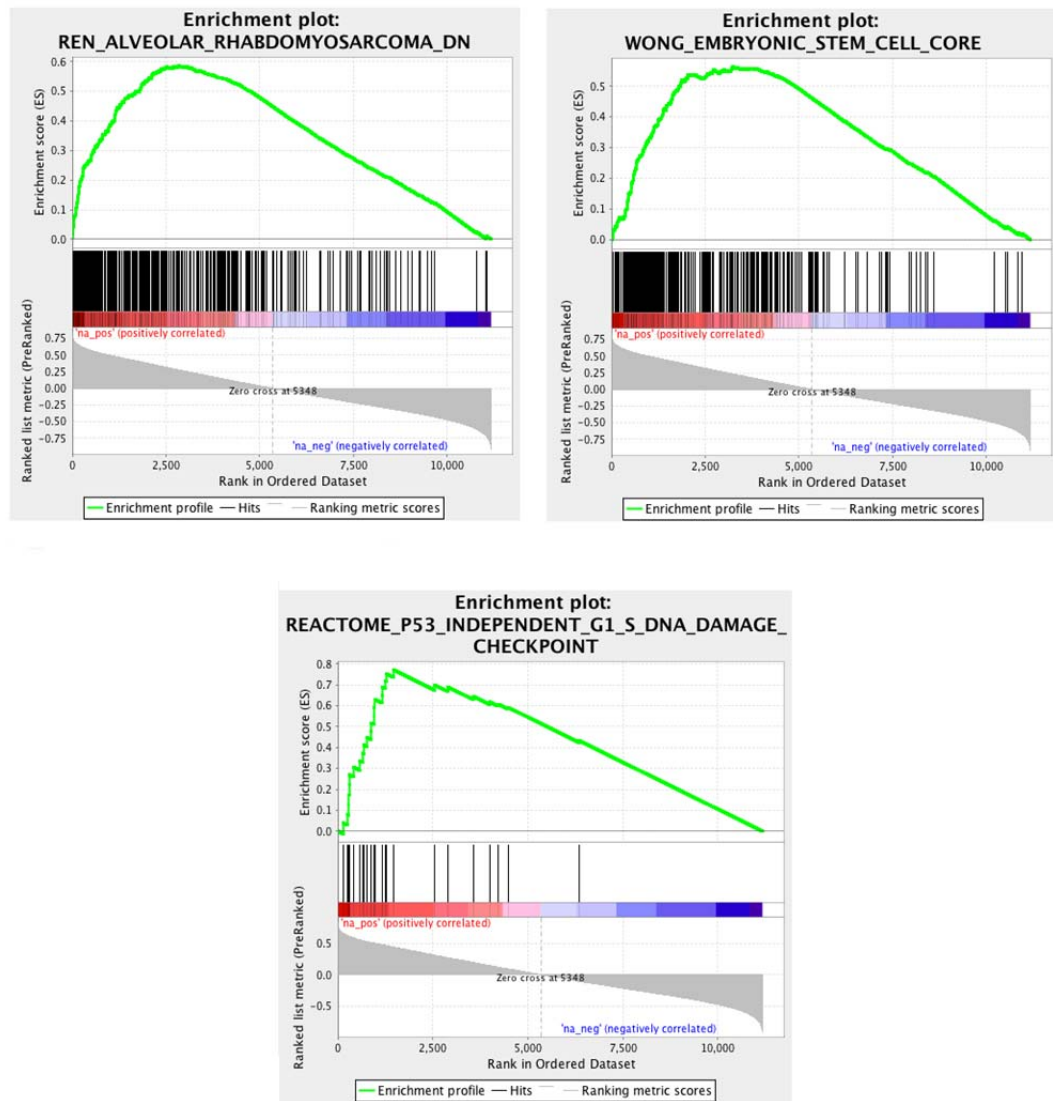 Enrichment plot:
REN_ALVEOLAR_RHABDOMYOSARCOMA_DN
0.6
0.5
0.4
0.3
0.2
0.1
0.0
Enrichment score (ES)
'na_pos' (positively correlated)
0.75
0.50
0.25
0.00
-0.25
-0.50
-0.75
Ranked list metric (PreRanked)
Zero cross at 5348
'na_neg' (negatively correlated)
0 2,500 5,000 7,500 10,000
Rank in Ordered Dataset
Enrichment profile Hits Ranking metric scores
Enrichment plot:
WONG_EMBRYONIC_STEM_CELL_CORE
0.5
0.4
0.3
0.2
0.1
0.0
Enrichment score (ES)
'na_pos' (positively correlated)
0.75
0.50
0.25
0.00
-0.25
-0.50
-0.75
Ranked list metric (PreRanked)
Zero cross at 5348
'na_neg' (negatively correlated)
0 2,500 5,000 7,500 10,000
Rank in Ordered Dataset
Enrichment profile Hits Ranking metric scores
Enrichment plot:
REACTOME_P53_INDEPENDENT_G1_S_DNA_DAMAGE_
CHECKPOINT
0.8
0.7
0.6
0.5
0.4
0.3
0.2
0.1
0.0
Enrichment score (ES)
'na_pos' (positively correlated)
0.5
0.0
-0.5
Ranked list metric (PreRanked)
Zero cross at 5348
'na_neg' (negatively correlated)
0 2,500 5,000 7,500 10,000
Rank in Ordered Dataset
Enrichment profile Hits Ranking metric scores